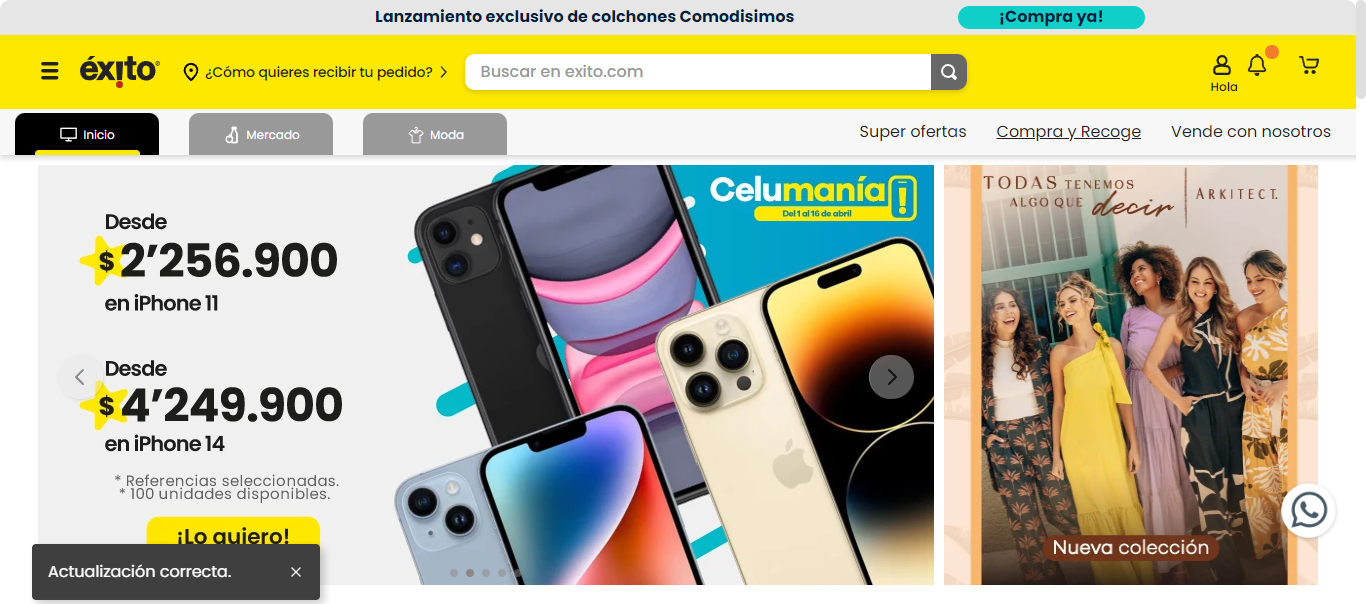 Lanzamiento exclusivo de colchones Comodisimos
¡Compra ya!
éxito
¿Cómo quieres recibir tu pedido?
Buscar en exito.com
Hola
Inicio
Mercado
Moda
Super ofertas
Compra y Recoge
Vende con nosotros
Desde
$2’256.900
en iPhone 11
Desde
$4’249.900
en iPhone 14
* Referencias seleccionadas.
* 100 unidades disponibles.
¡Lo quiero!
Celumanía
Del 1 al 16 de abril
TODAS TENEMOS
ALGO QUE decir
ARKITECT.
Nueva colección
Actualización correcta.